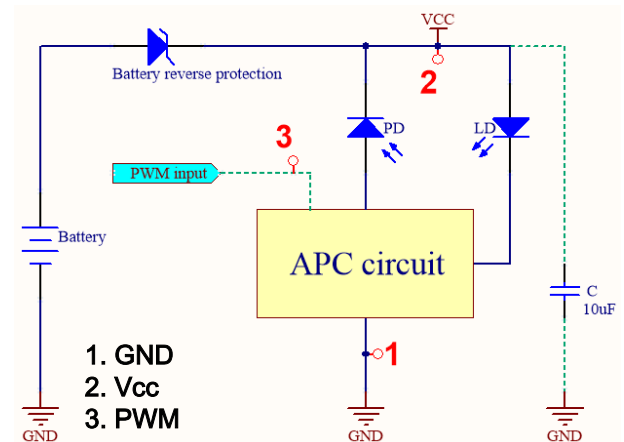 VCC
Battery reverse protection
2
PD
LD
3
PWM input
Battery
APC circuit
C
10uF
1
1. GND
2. Vcc
3. PWM
GND
GND
GND